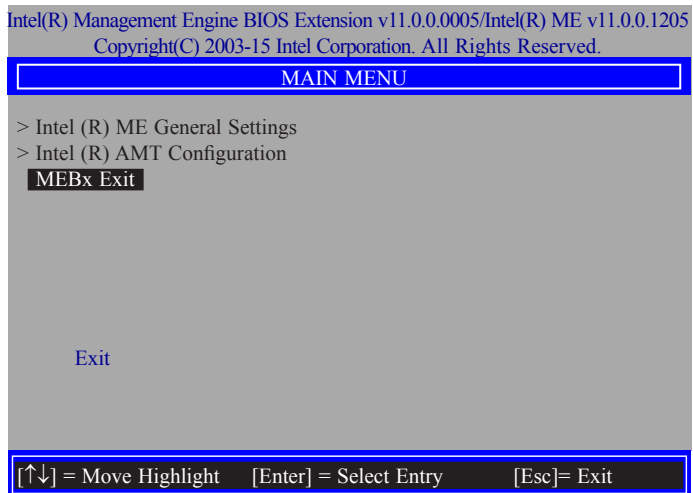 Intel(R) Management Engine BIOS Extension v11.0.0.0005/Intel(R) ME v11.0.0.1205
Copyright(C) 2003-15 Intel Corporation. All Rights Reserved.
MAIN MENU
> Intel (R) ME General Settings
> Intel (R) AMT Configuration
MEBx Exit
Exit
[↑↓] = Move Highlight [Enter] = Select Entry [Esc]= Exit